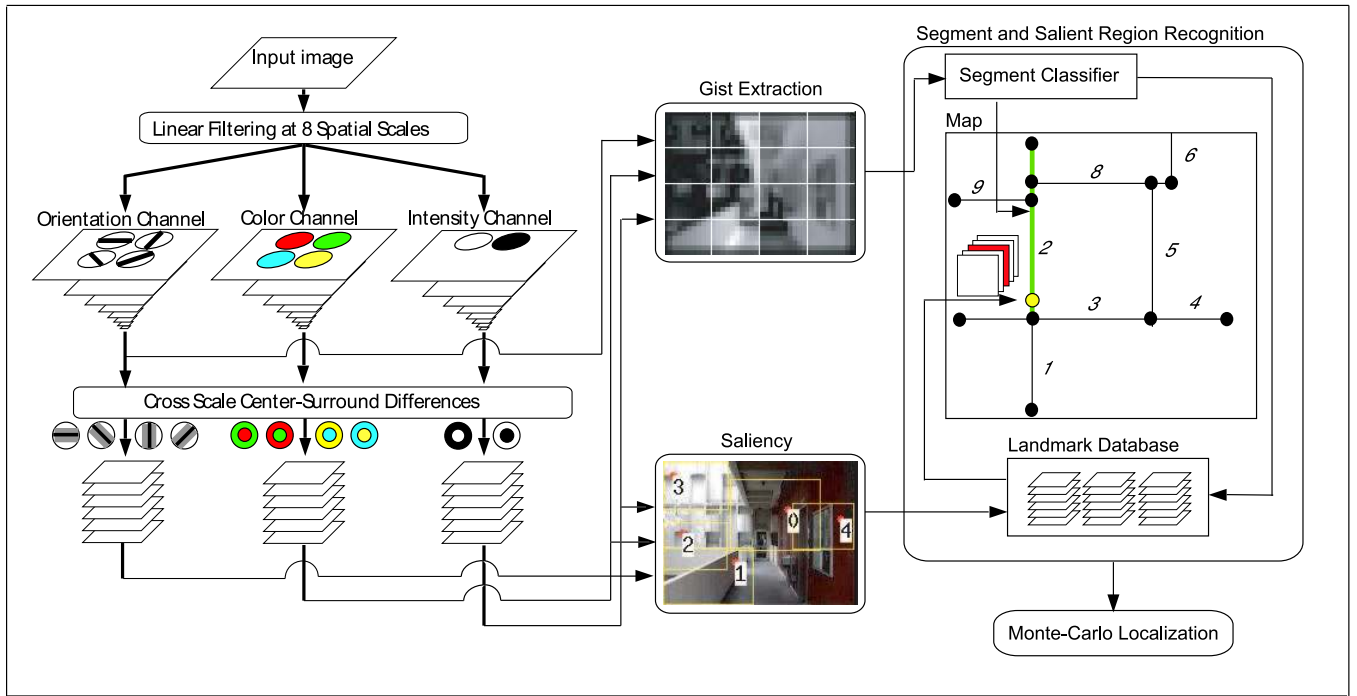 Input image
Linear Filtering at 8 Spatial Scales
Orientation Channel
Color Channel
Intensity Channel
Cross Scale Center-Surround Differences
Gist Extraction
Saliency
3
2
1
0
4
Segment and Salient Region Recognition
Segment Classifier
Map
6
8
9
2
5
3
4
1
Landmark Database
Monte-Carlo Localization